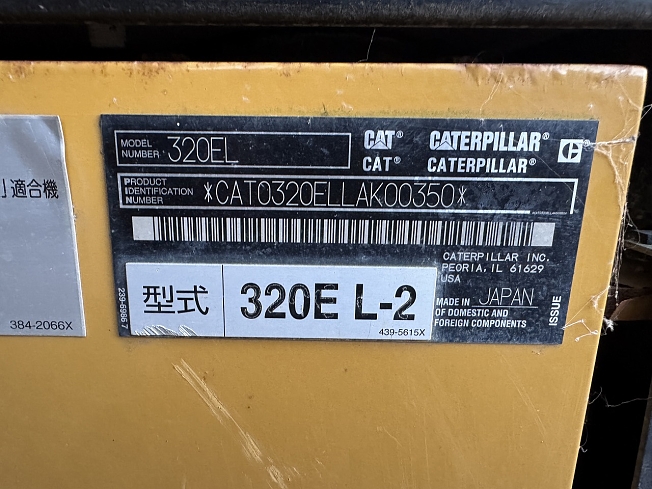 適合機
384-2066X
MODEL NUMBER 320EL
CAT® CATERPILLAR®
CAT® CATERPILLAR®
PRODUCT IDENTIFICATION NUMBER *CAT0320ELLAK00350*
CATERPILLAR INC.
PEORIA, IL 61629
USA
型式 320E L-2
439-5615X
MADE IN JAPAN
OF DOMESTIC AND
FOREIGN COMPONENTS
ISSUE
239-6986 7